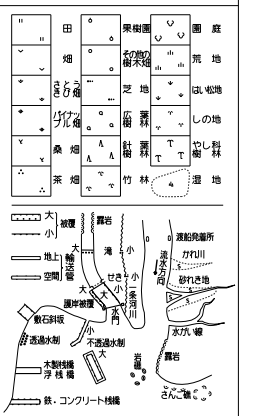 田
果樹園
庭園
畑
その他の樹木畑
荒地
さとうきび畑
芝地
はい松地
パイナップル畑
広葉樹林
しの地
桑畑
針葉樹林
やし科樹林
茶畑
竹林
湿地
大
小
被覆
地上
空間
輸送管
露岩
滝
大
小
せき
大
小
一条河川
護岸被覆
水門
敷石斜坂
透過水制
不透過水制
小
大
木製桟橋
浮桟橋
鉄・コンクリート桟橋
渡船発着所
流水方向
かれ川
砂れき地
水がい線
露岩
岩礁
さんご礁